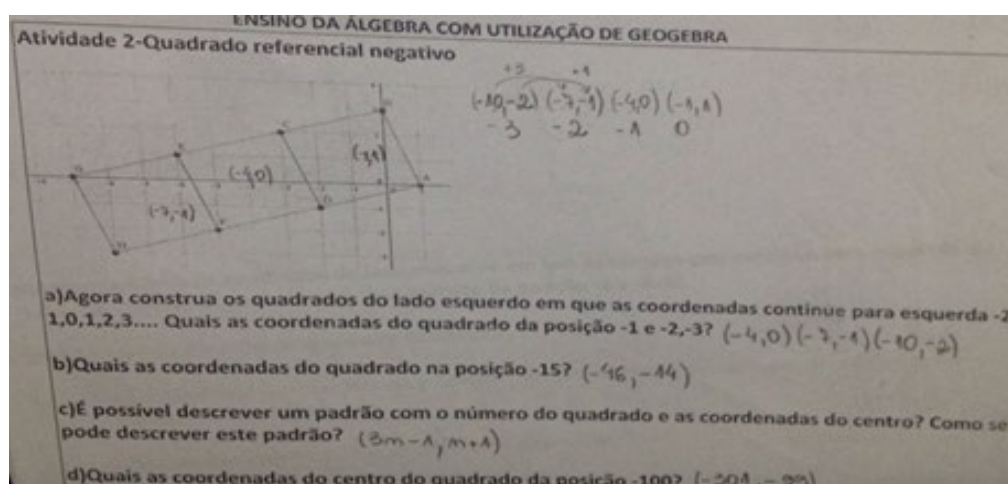 ENSINO DA ÁLGEBRA COM UTILIZAÇÃO DE GEOGEBRA
Atividade 2-Quadrado referencial negativo
+3 +1
(-10,-2) (-7,-1) (-4,0) (-1,1)
-3 -2 -1 0
(-4,0)
(-7,-1)
a)Agora construa os quadrados do lado esquerdo em que as coordenadas continue para esquerda -2
1,0,1,2,3.... Quais as coordenadas do quadrado da posição -1 e -2,-3? (-4,0) (-7,-1) (-10,-2)
b)Quais as coordenadas do quadrado na posição -15? (-46,-14)
c)É possível descrever um padrão com o número do quadrado e as coordenadas do centro? Como se
pode descrever este padrão? (3n-1,n+1)
d)Quais as coordenadas do centro do quadrado da posição -100? (-301,-99)